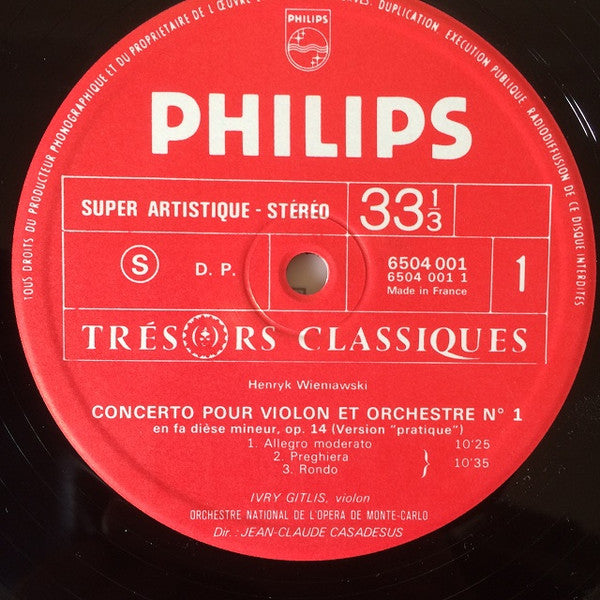 TOUS DROITS DU PRODUCTEUR PHONOGRAPHIQUE ET DU PROPRIÉTAIRE DE L'ŒUVRE DUPLICATION, EXECUTION PUBLIQUE, RADIODIFFUSION DE CE DISQUE INTERDITES
PHILIPS
PHILIPS
SUPER ARTISTIQUE - STÉRÉO 33 1/3
S D. P. 6504 001 1
6504 001 1
Made in France
TRÉSORS CLASSIQUES
Henryk Wieniawski
CONCERTO POUR VIOLON ET ORCHESTRE N° 1
en fa dièse mineur, op. 14 (Version "pratique")
1. Allegro moderato 10'25
2. Preghiera
3. Rondo } 10'35
IVRY GITLIS, violon
ORCHESTRE NATIONAL DE L'OPERA DE MONTE-CARLO
Dir. : JEAN-CLAUDE CASADESUS